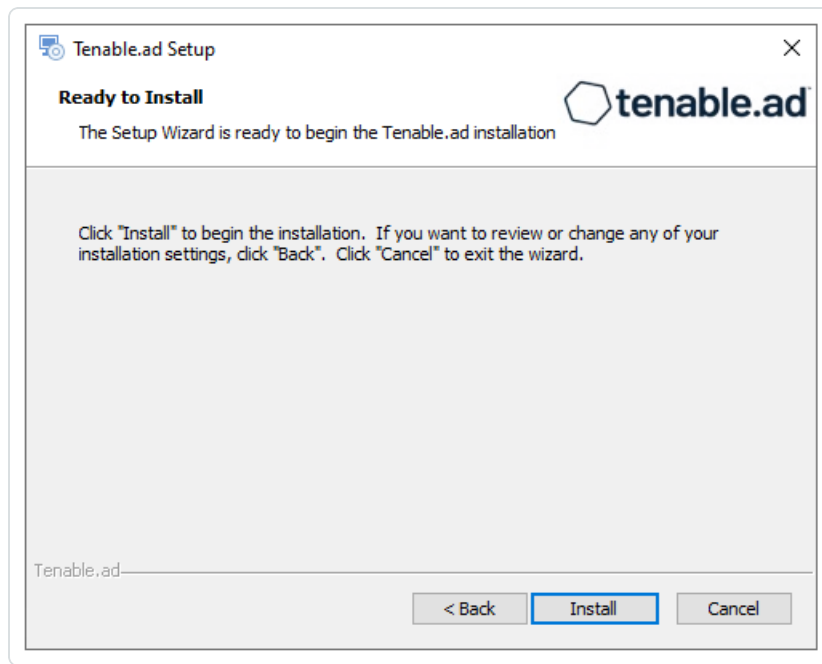 Tenable.ad Setup
Ready to Install
The Setup Wizard is ready to begin the Tenable.ad installation
tenable.ad
Click "Install" to begin the installation. If you want to review or change any of your
installation settings, click "Back". Click "Cancel" to exit the wizard.
Tenable.ad
< Back
Install
Cancel